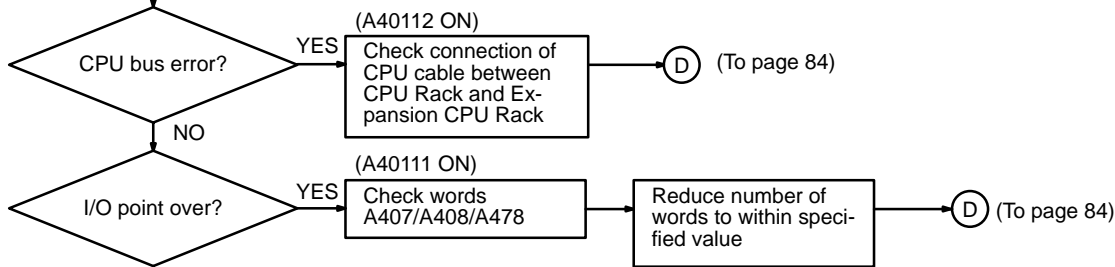 (A40112 ON)
CPU bus error?
YES
Check connection of
CPU cable between
CPU Rack and Ex-
pansion CPU Rack
D
(To page 84)
NO
(A40111 ON)
I/O point over?
YES
Check words
A407/A408/A478
Reduce number of
words to within speci-
fied value
D
(To page 84)